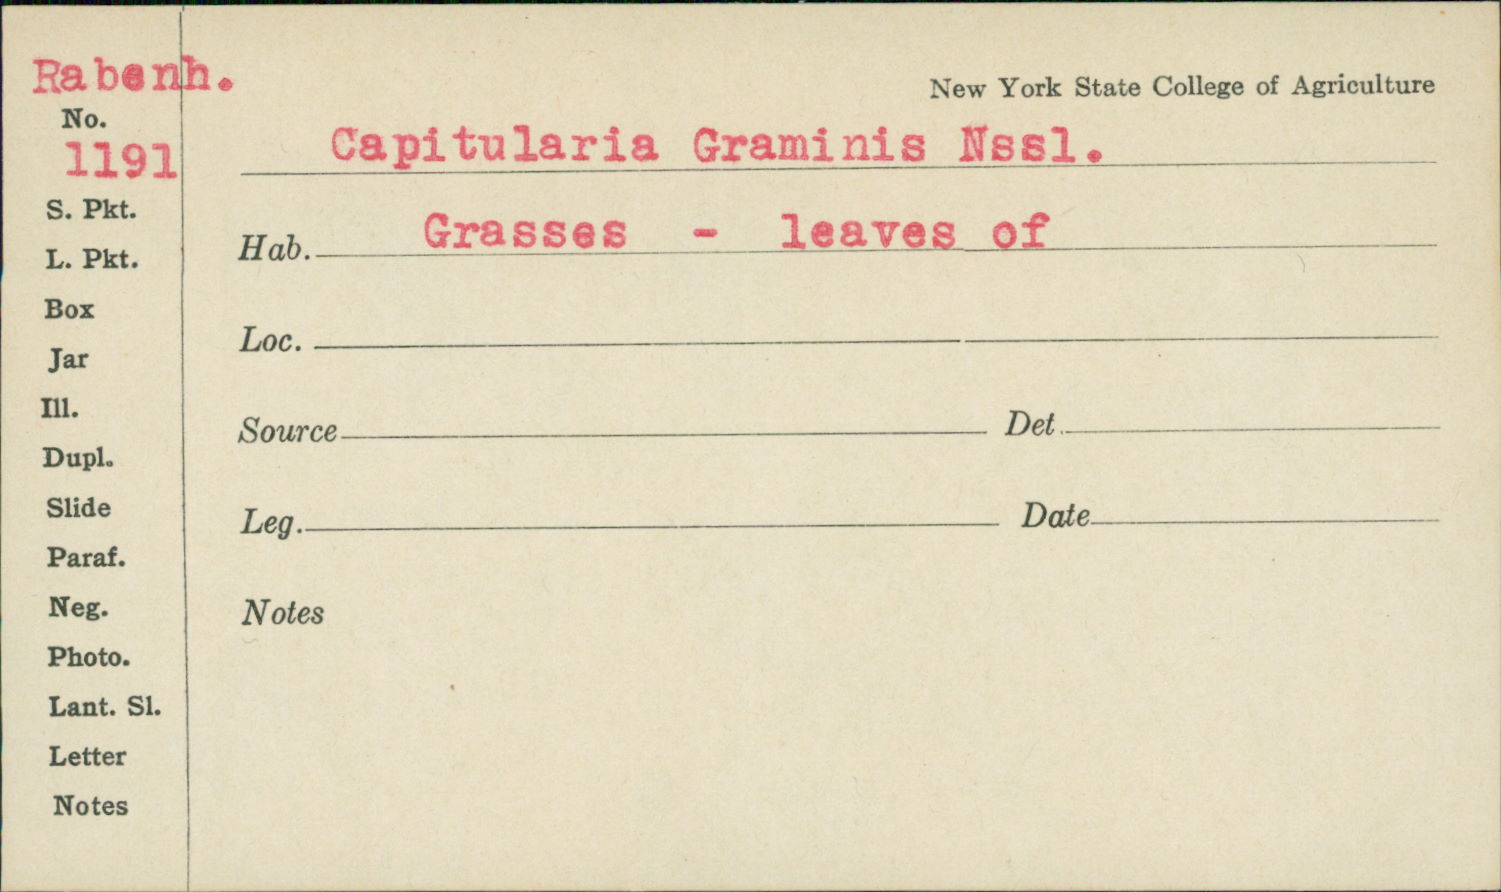 Rabenh.
New York State College of Agriculture
No.
1191
Capitularia Graminis Nssl.
S. Pkt.
Hab. Grasses - leaves of
L. Pkt.
Box
Loc.
Jar
Ill.
Source Det.
Dupl.
Slide
Leg. Date
Paraf.
Neg.
Notes
Photo.
Lant. Sl.
Letter
Notes